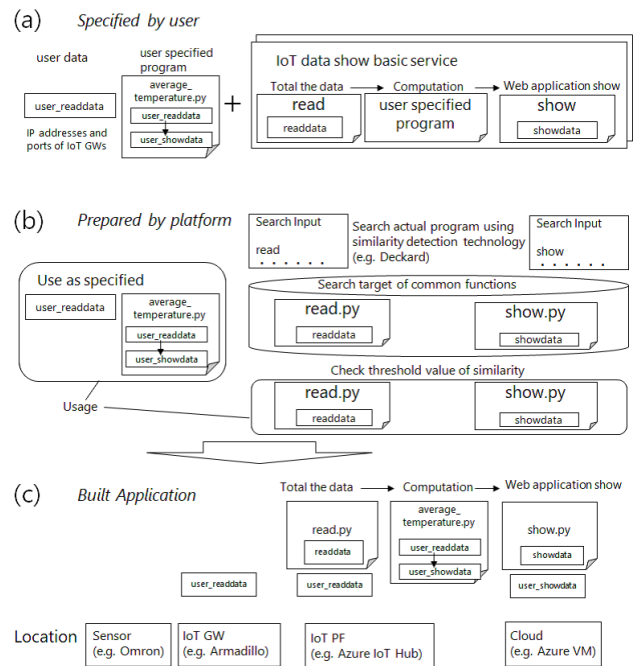 (a) Specified by user
user data
user specified
program
average_
temperature.py
user_readdata
user_readdata
user_showdata
IP addresses and
ports of IoT GWs
+
IoT data show basic service
Total the data
Computation
Web application show
read
readdata
user specified
program
show
showdata
(b) Prepared by platform
Search Input
read
. . . . . .
Search actual program using
similarity detection technology
(e.g. Deckard)
Search Input
show
. . . . . .
Use as specified
user_readdata
average_
temperature.py
user_readdata
user_showdata
Search target of common functions
read.py
readdata
show.py
showdata
Check threshold value of similarity
read.py
readdata
show.py
showdata
Usage
(c) Built Application
Total the data
Computation
Web application show
read.py
readdata
average_
temperature.py
user_readdata
user_showdata
show.py
showdata
user_readdata
user_readdata
user_showdata
Location
Sensor
(e.g. Omron)
IoT GW
(e.g. Armadillo)
IoT PF
(e.g. Azure IoT Hub)
Cloud
(e.g. Azure VM)